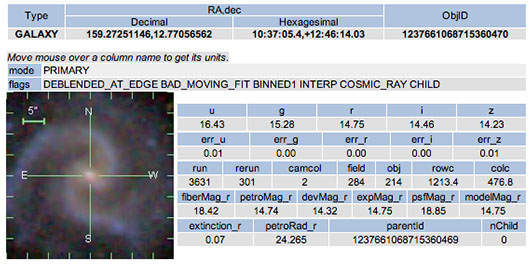 Type RA,dec ObjID
Decimal Hexagesimal
GALAXY 159.27251146,12.77056562 10:37:05.4,+12:46:14.03 1237661068715360470
Move mouse over a column name to get its units.
mode PRIMARY
flags DEBLENDED_AT_EDGE BAD_MOVING_FIT BINNED1 INTERP COSMIC_RAY CHILD
5"
N
E
W
S
u g r i z
16.43 15.28 14.75 14.46 14.23
err_u err_g err_r err_i err_z
0.01 0.00 0.00 0.00 0.01
run rerun camcol field obj rowc colc
3631 301 2 284 214 1213.4 476.8
fiberMag_r petroMag_r devMag_r expMag_r psfMag_r modelMag_r
18.42 14.74 14.32 14.75 18.85 14.75
extinction_r petroRad_r parentId nChild
0.07 24.265 1237661068715360469 0